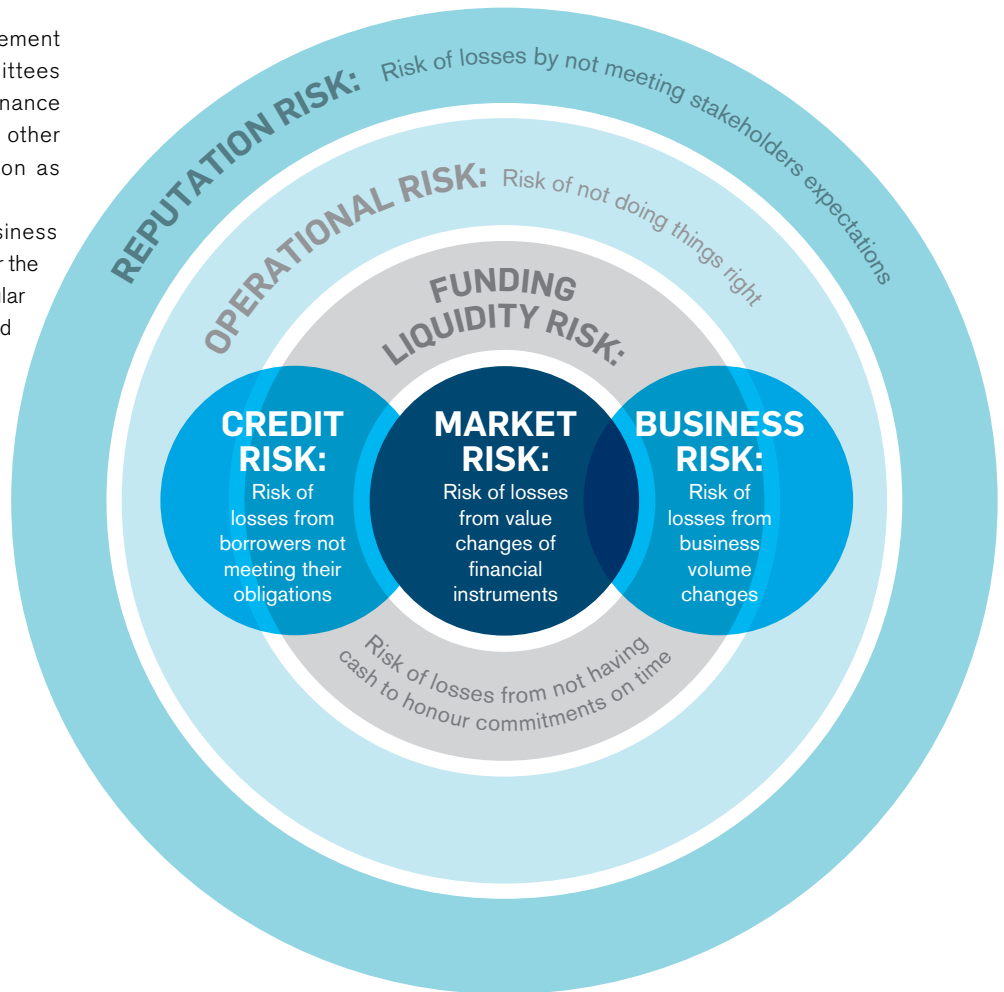 ement
ittees
nance
other
on as
siness
r the
lar
d
REPUTATION RISK: Risk of losses by not meeting stakeholders expectations
OPERATIONAL RISK: Risk of not doing things right
FUNDING
LIQUIDITY RISK:
CREDIT
RISK:
Risk of
losses from
borrowers not
meeting their
obligations
MARKET
RISK:
Risk of losses
from value
changes of
financial
instruments
BUSINESS
RISK:
Risk of
losses from
business
volume
changes
Risk of losses from not having
cash to honour commitments on time